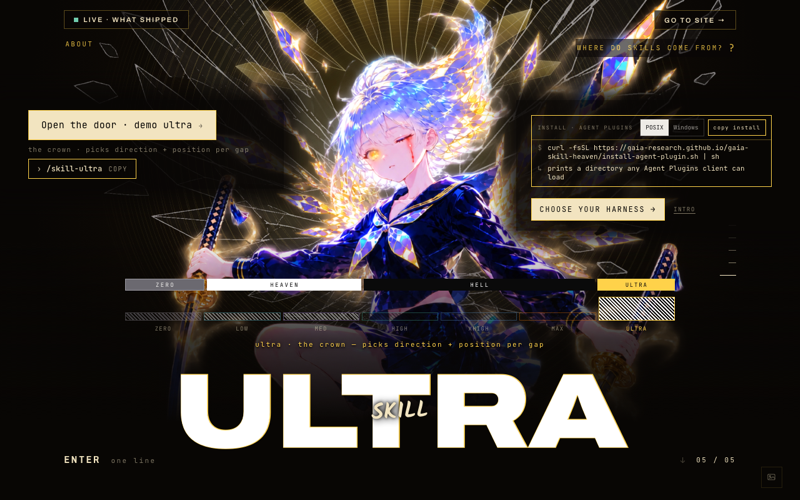 LIVE · WHAT SHIPPED
GO TO SITE →
ABOUT
WHERE DO SKILLS COME FROM? ?
Open the door · demo ultra →
the crown · picks direction + position per gap
› /skill-ultra COPY
INSTALL · AGENT PLUGINS POSIX Windows copy install
$ curl -fsSL https://gaia-research.github.io/gaia-
skill-heaven/install-agent-plugin.sh | sh
↳ prints a directory any Agent Plugins client can
load
CHOOSE YOUR HARNESS → INTRO
ZERO HEAVEN HELL ULTRA
ZERO LOW MED HIGH XHIGH MAX ULTRA
ultra · the crown — picks direction + position per gap
ULTRA
SKILL
ENTER one line
↓ 05 / 05